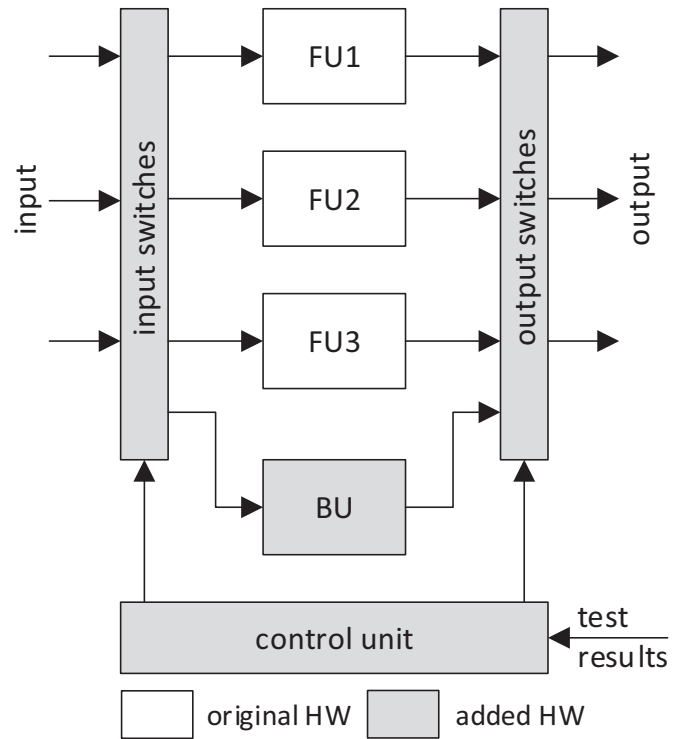 FU1
input
input switches
FU2
output switches
output
FU3
BU
control unit
test
results
original HW
added HW